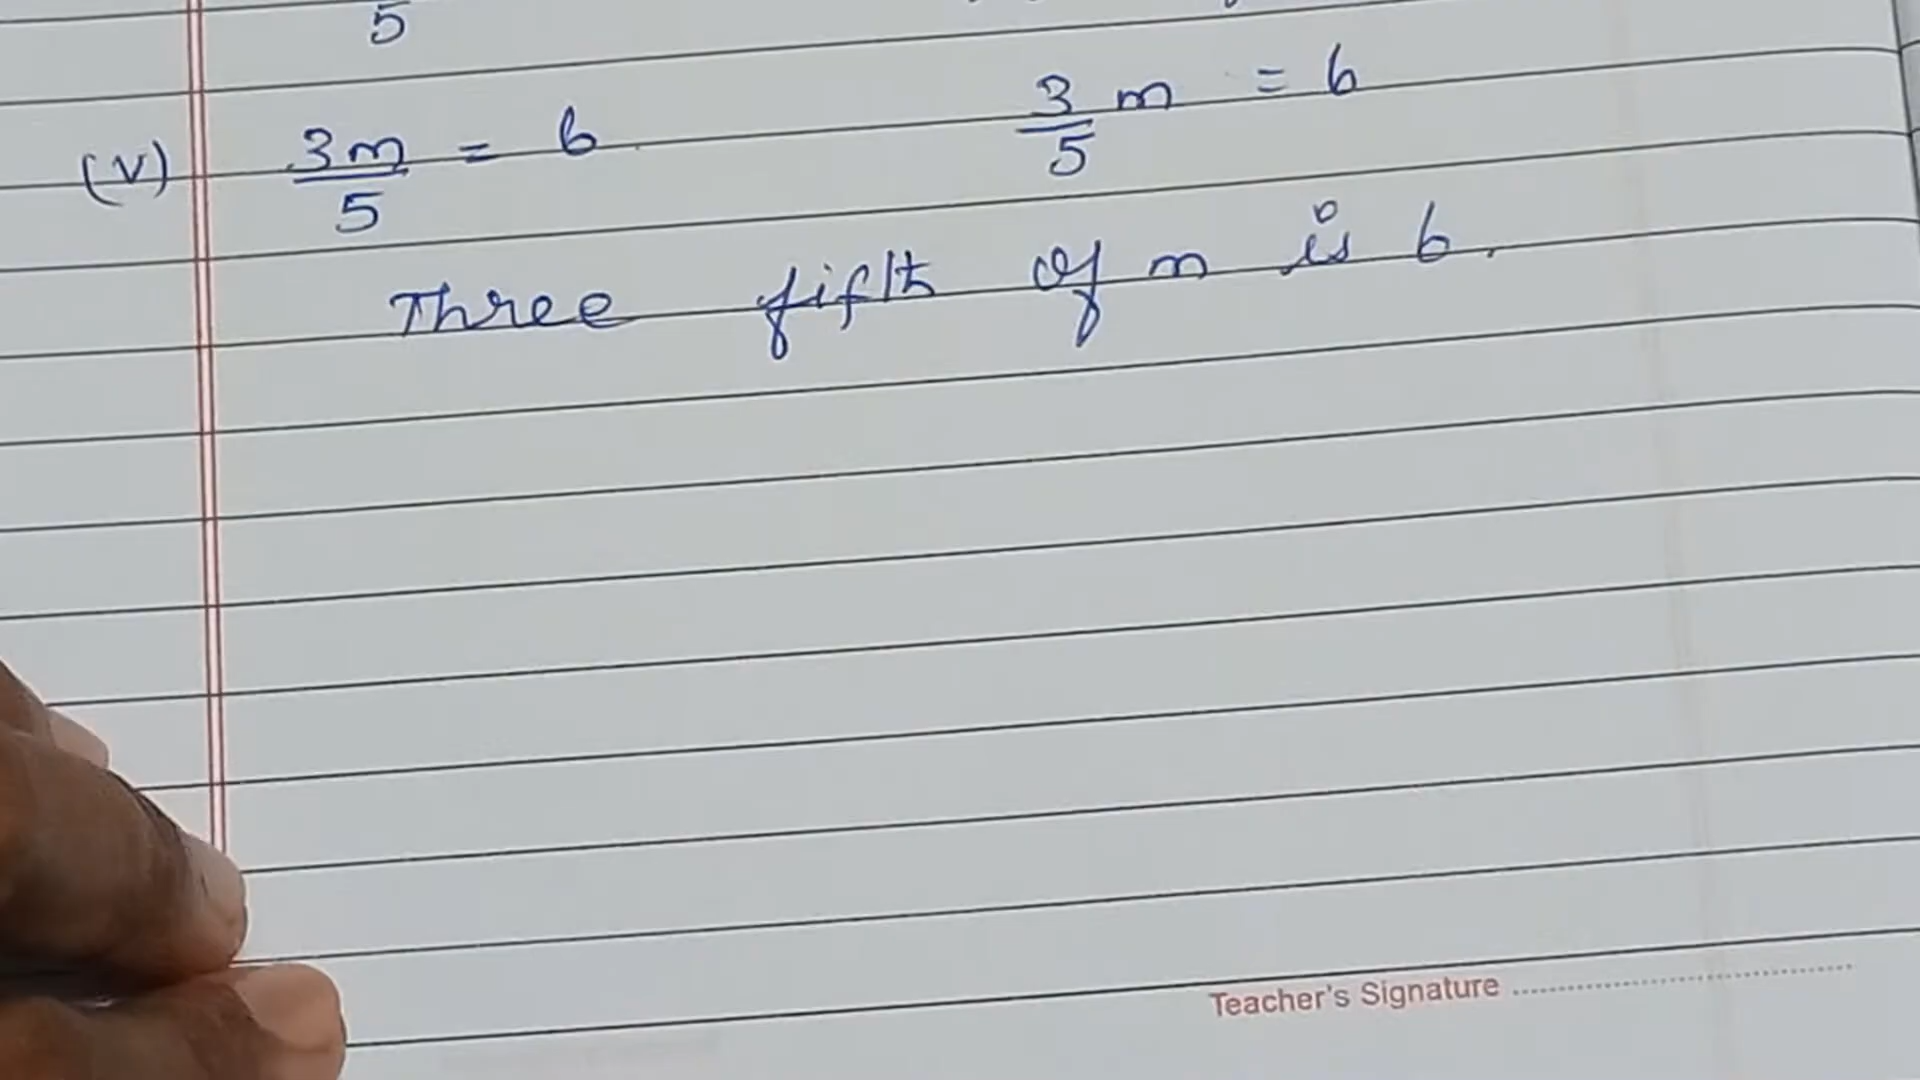 5
(V) 3m/5 = 6 3/5 m = 6
Three fifth of m is 6.
Teacher's Signature ........................